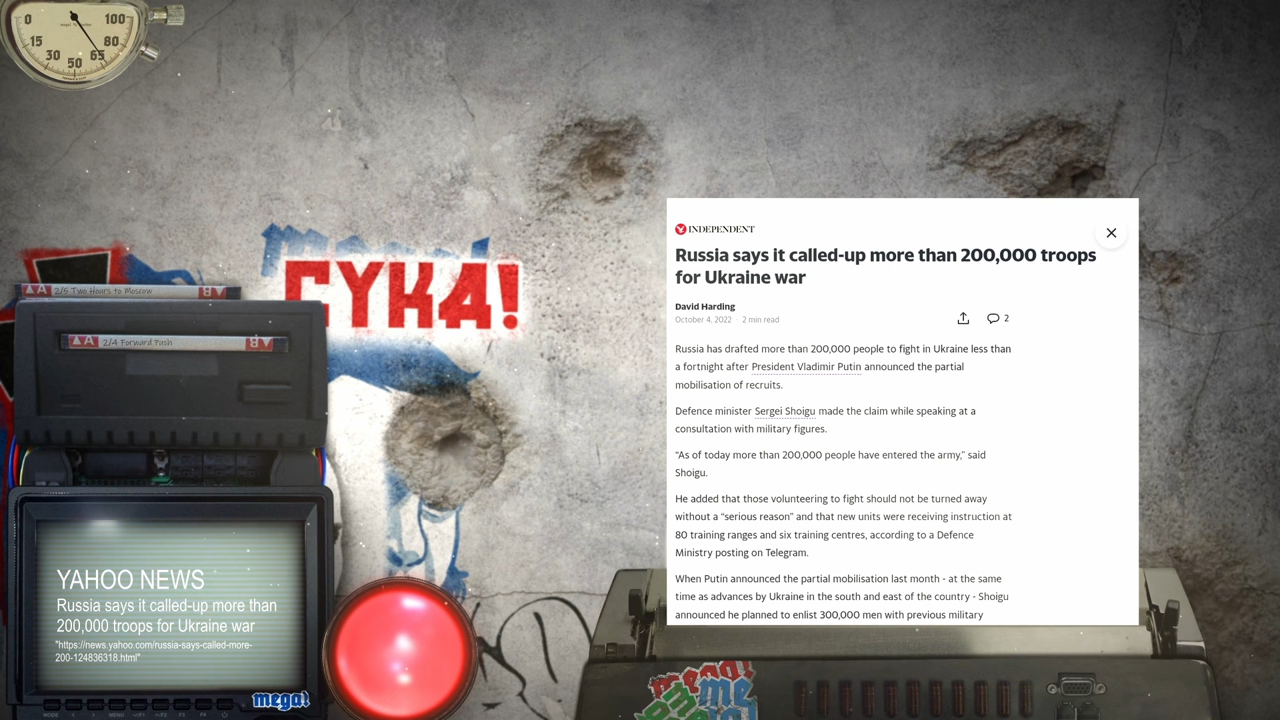 0
100
15
80
30
65
50
СУКА!
A 2/5 Two Hours to Moscow B
A 2/4 Forward Push B
INDEPENDENT
Russia says it called-up more than 200,000 troops
for Ukraine war
David Harding
October 4, 2022 · 2 min read
2
Russia has drafted more than 200,000 people to fight in Ukraine less than
a fortnight after President Vladimir Putin announced the partial
mobilisation of recruits.
Defence minister Sergei Shoigu made the claim while speaking at a
consultation with military figures.
“As of today more than 200,000 people have entered the army,” said
Shoigu.
He added that those volunteering to fight should not be turned away
without a “serious reason” and that new units were receiving instruction at
80 training ranges and six training centres, according to a Defence
Ministry posting on Telegram.
When Putin announced the partial mobilisation last month - at the same
time as advances by Ukraine in the south and east of the country - Shoigu
announced he planned to enlist 300,000 men with previous military
YAHOO NEWS
Russia says it called-up more than
200,000 troops for Ukraine war
"https://news.yahoo.com/russia-says-called-more-
200-124836318.html"
mega!